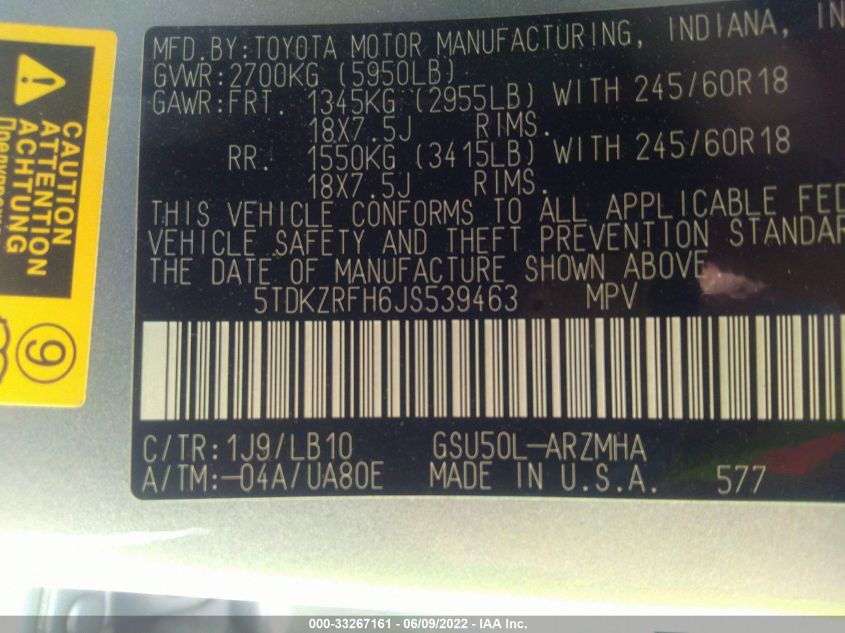 MFD.BY:TOYOTA MOTOR MANUFACTURING, INDIANA, IN
GVWR:2700KG (5950LB)
GAWR:FRT. 1345KG (2955LB) WITH 245/60R18
18X7.5J RIMS.
RR. 1550KG (3415LB) WITH 245/60R18
18X7.5J RIMS.
THIS VEHICLE CONFORMS TO ALL APPLICABLE FED
VEHICLE SAFETY AND THEFT PREVENTION STANDAR
THE DATE OF MANUFACTURE SHOWN ABOVE
5TDKZRFH6JS539463 MPV
C/TR:1J9/LB10 GSU50L-ARZMHA
A/TM:-04A/UA80E MADE IN U.S.A. 577
CAUTION
ATTENTION
ACHTUNG
9
000-33267161 - 06/09/2022 - IAA Inc.